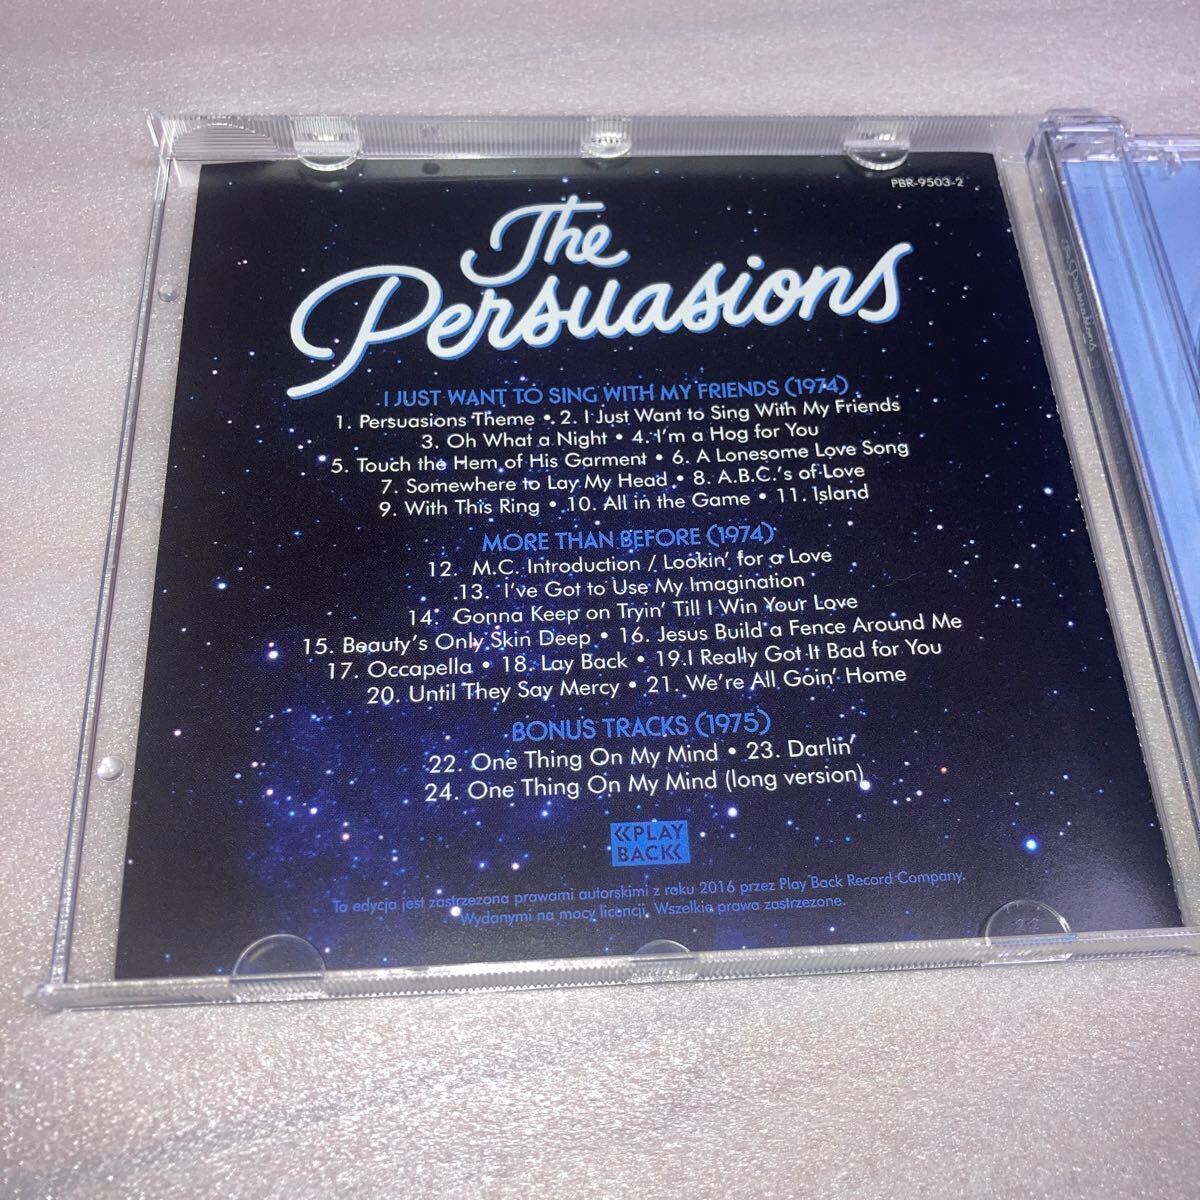 PBR-9503-2
The
Persuasions
I JUST WANT TO SING WITH MY FRIENDS (1974)
1. Persuasions Theme • 2. I Just Want to Sing With My Friends
3. Oh What a Night • 4. I'm a Hog for You
5. Touch the Hem of His Garment • 6. A Lonesome Love Song
7. Somewhere to Lay My Head • 8. A.B.C.'s of Love
9. With This Ring • 10. All in the Game • 11. Island
MORE THAN BEFORE (1974)
12. M.C. Introduction / Lookin' for a Love
13. I've Got to Use My Imagination
14. Gonna Keep on Tryin' Till I Win Your Love
15. Beauty's Only Skin Deep • 16. Jesus Build a Fence Around Me
17. Occapella • 18. Lay Back • 19.I Really Got It Bad for You
20. Until They Say Mercy • 21. We're All Goin' Home
BONUS TRACKS (1975)
22. One Thing On My Mind • 23. Darlin'
24. One Thing On My Mind (long version)
PLAY
BACK
Ta edycja jest zastrzezona prawami autorskimi z roku 2016 przez Play Back Record Company.
Wydanymi na mocy licencji. Wszelkie prawa zastrzezone.
The Persuasions